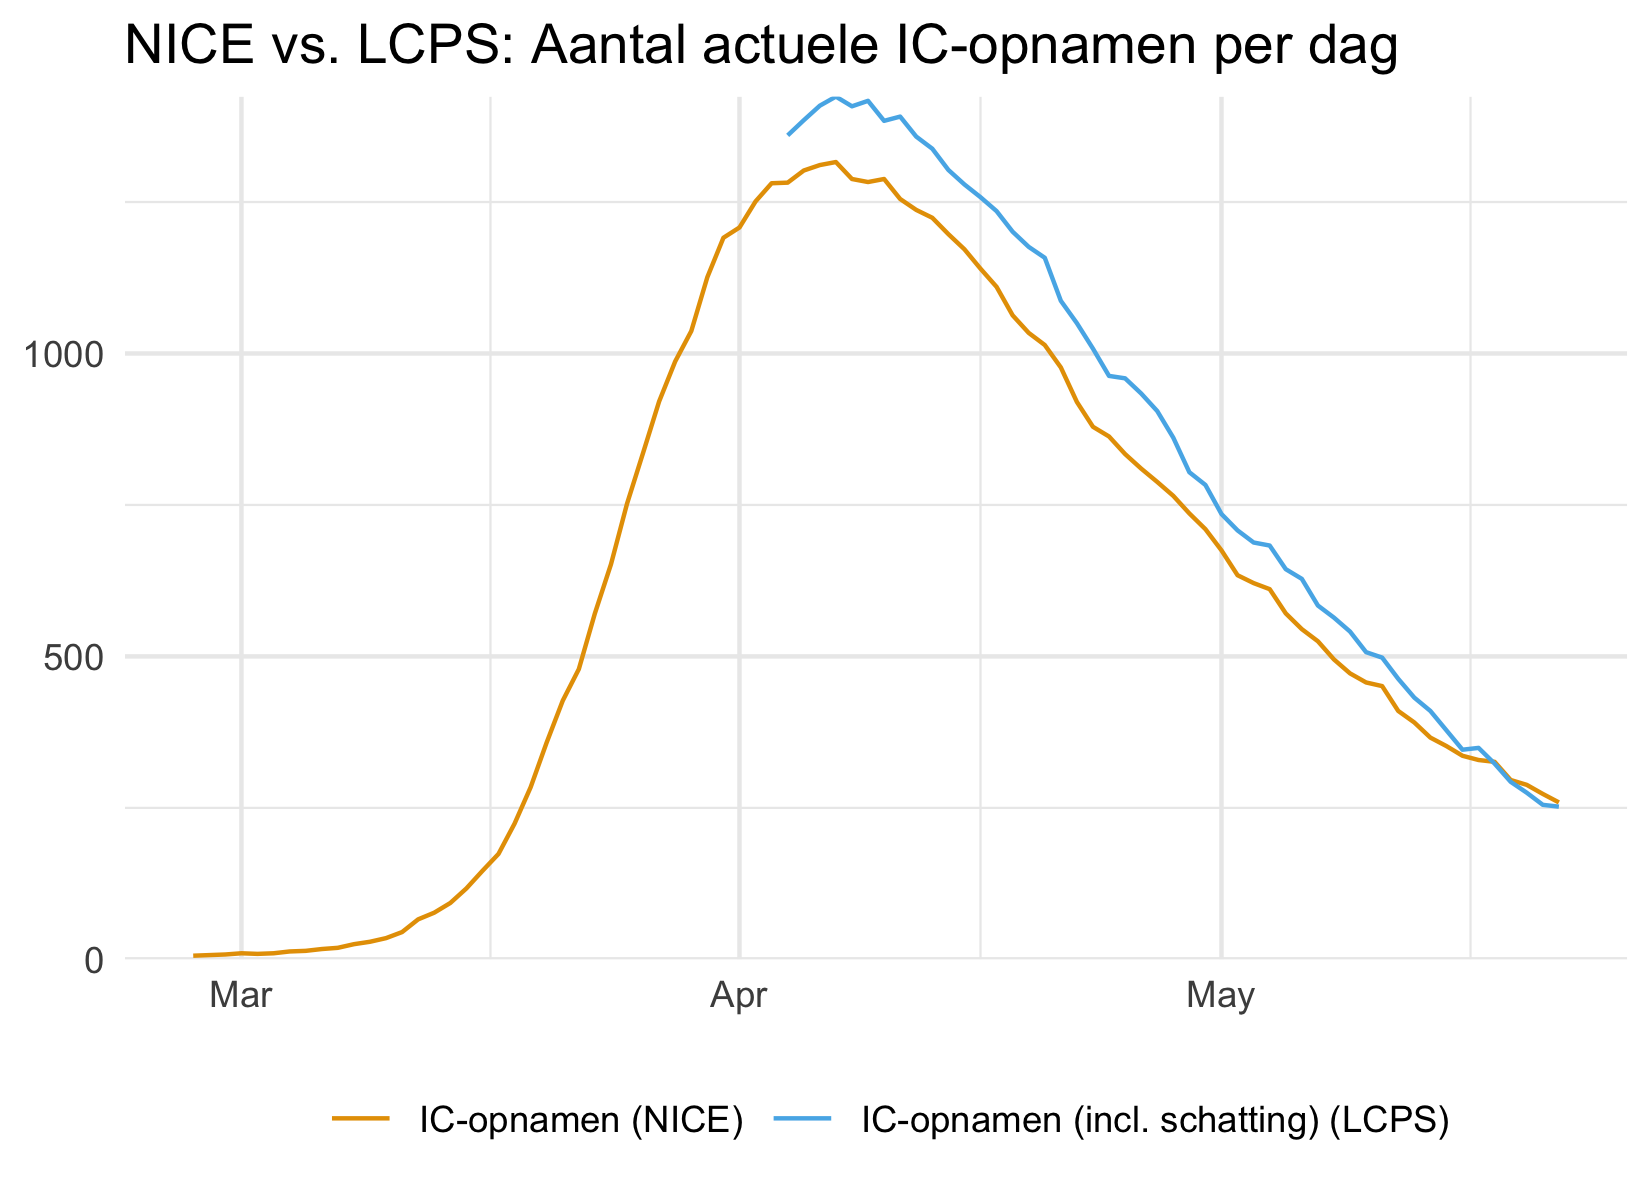 NICE vs. LCPS: Aantal actuele IC-opnamen per dag
1000
500
0
Mar Apr May
IC-opnamen (NICE) IC-opnamen (incl. schatting) (LCPS)